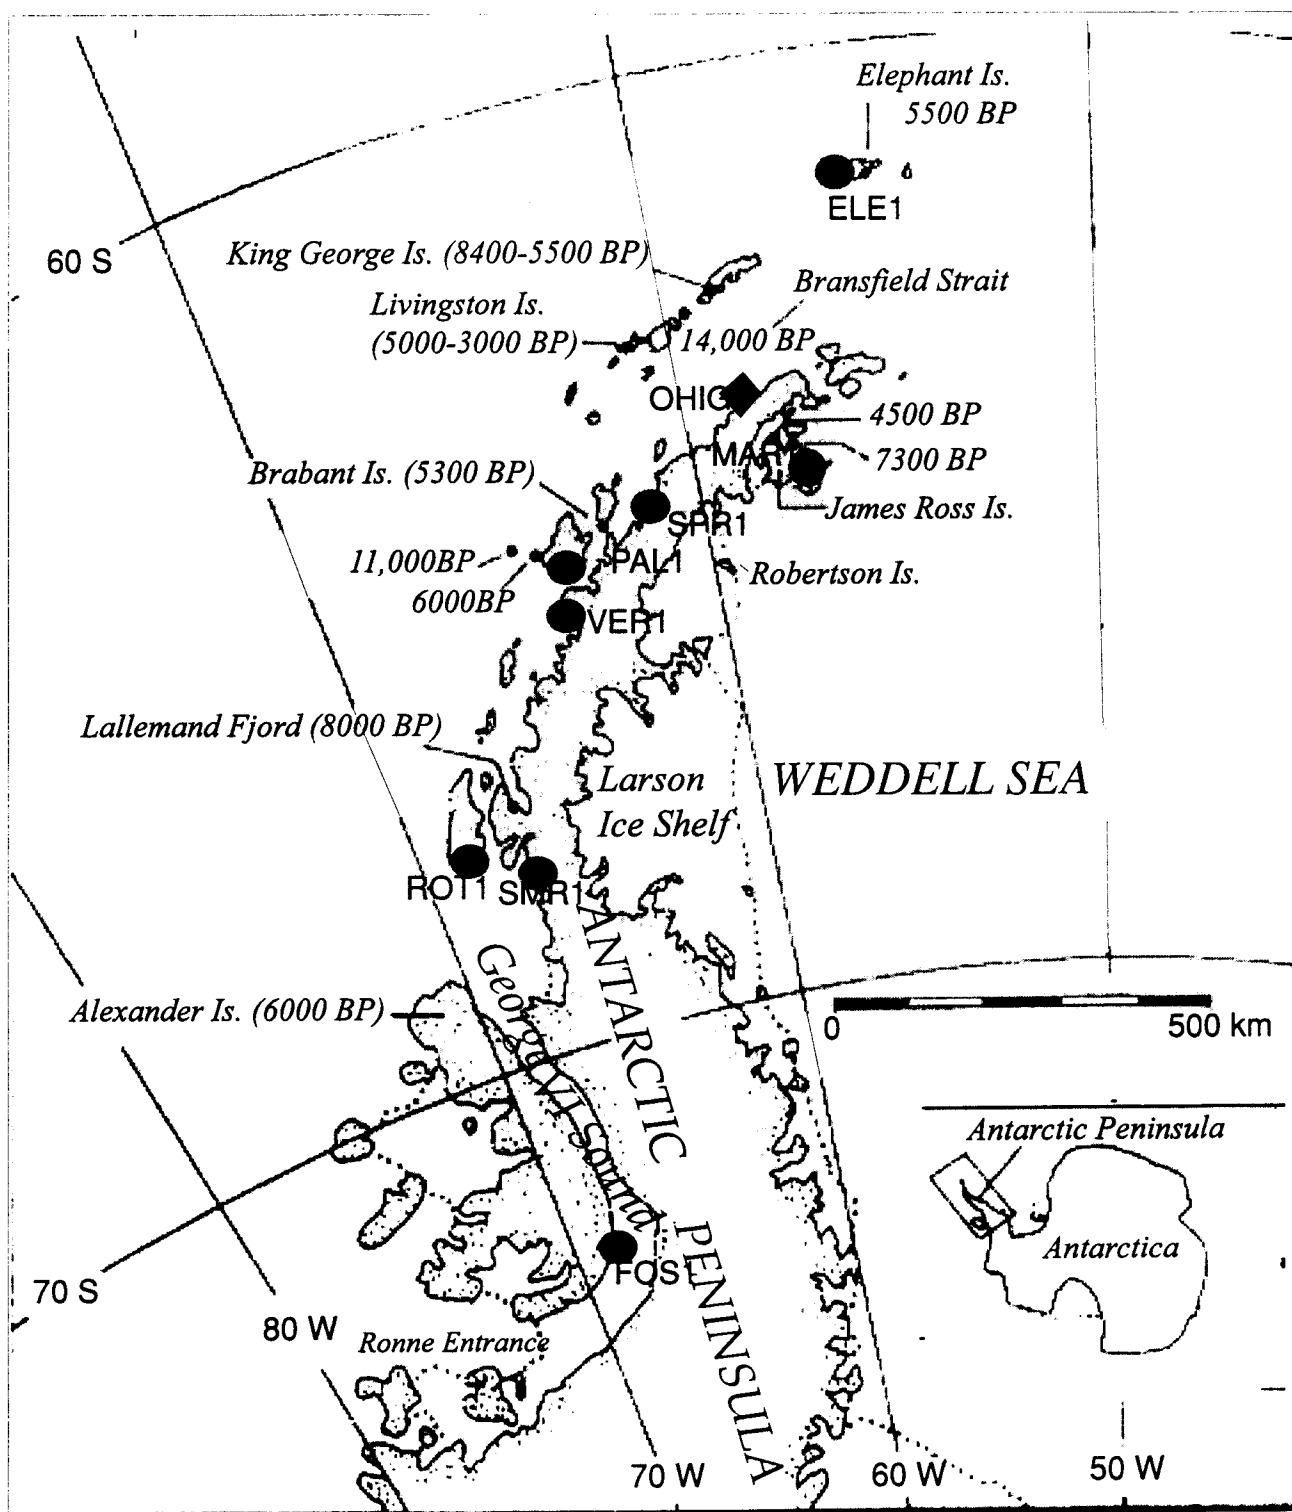 Elephant Is.
5500 BP
ELE1
60 S
King George Is. (8400-5500 BP)
Bransfield Strait
Livingston Is.
(5000-3000 BP)
14,000 BP
OHIG
4500 BP
MAR1
7300 BP
Brabant Is. (5300 BP)
James Ross Is.
SPR1
11,000BP
PAL1
Robertson Is.
6000BP
VER1
Lallemand Fjord (8000 BP)
Larson
Ice Shelf
WEDDELL SEA
ROT1
SMR1
ANTARCTIC
PENINSULA
George VI Sound
Alexander Is. (6000 BP)
0
500 km
Antarctic Peninsula
Antarctica
FOS1
70 S
80 W
Ronne Entrance
70 W
60 W
50 W